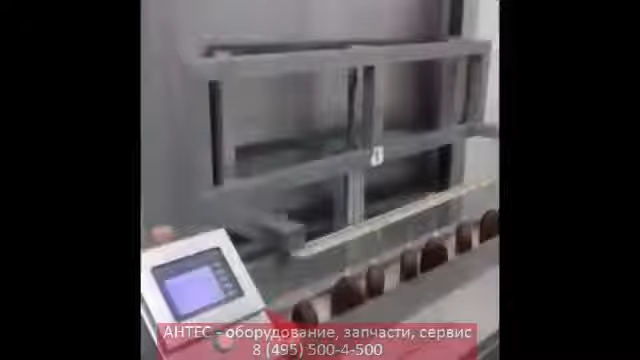 АНТЕС - оборудование, запчасти, сервис
8 (495) 500-4-500